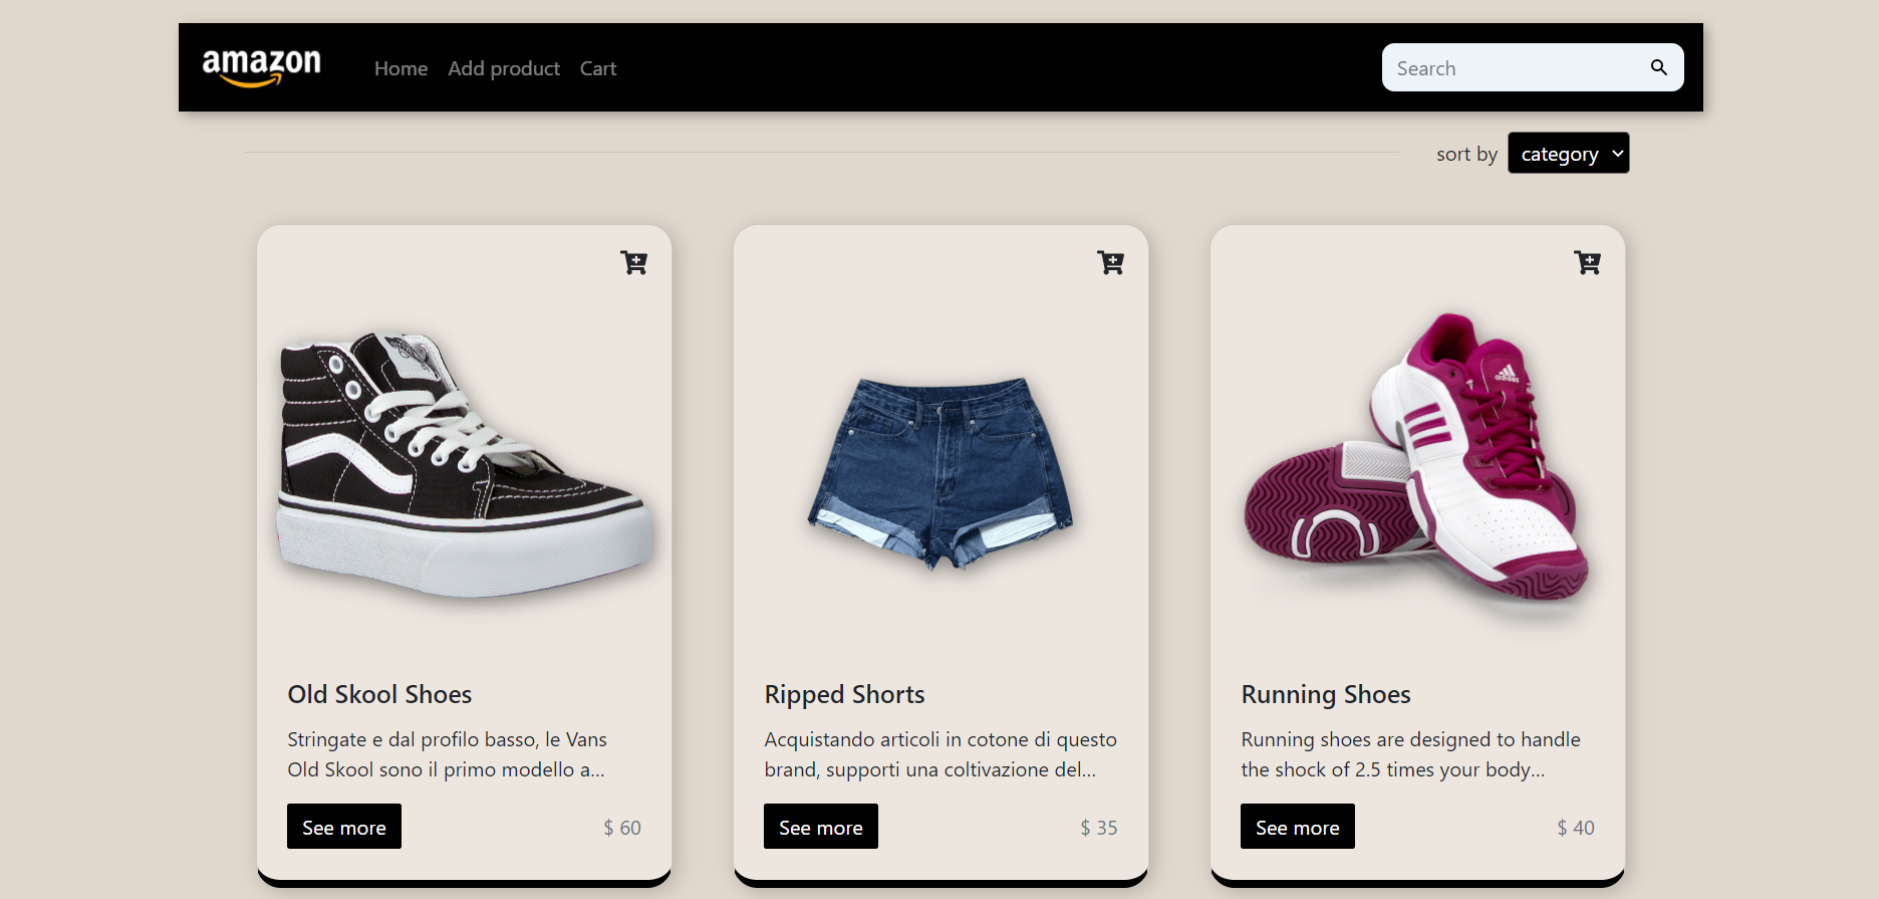 amazon
Home Add product Cart
Search
sort by category
Old Skool Shoes
Stringate e dal profilo basso, le Vans
Old Skool sono il primo modello a...
See more
$ 60
Ripped Shorts
Acquistando articoli in cotone di questo
brand, supporti una coltivazione del...
See more
$ 35
adidas
Running Shoes
Running shoes are designed to handle
the shock of 2.5 times your body...
See more
$ 40